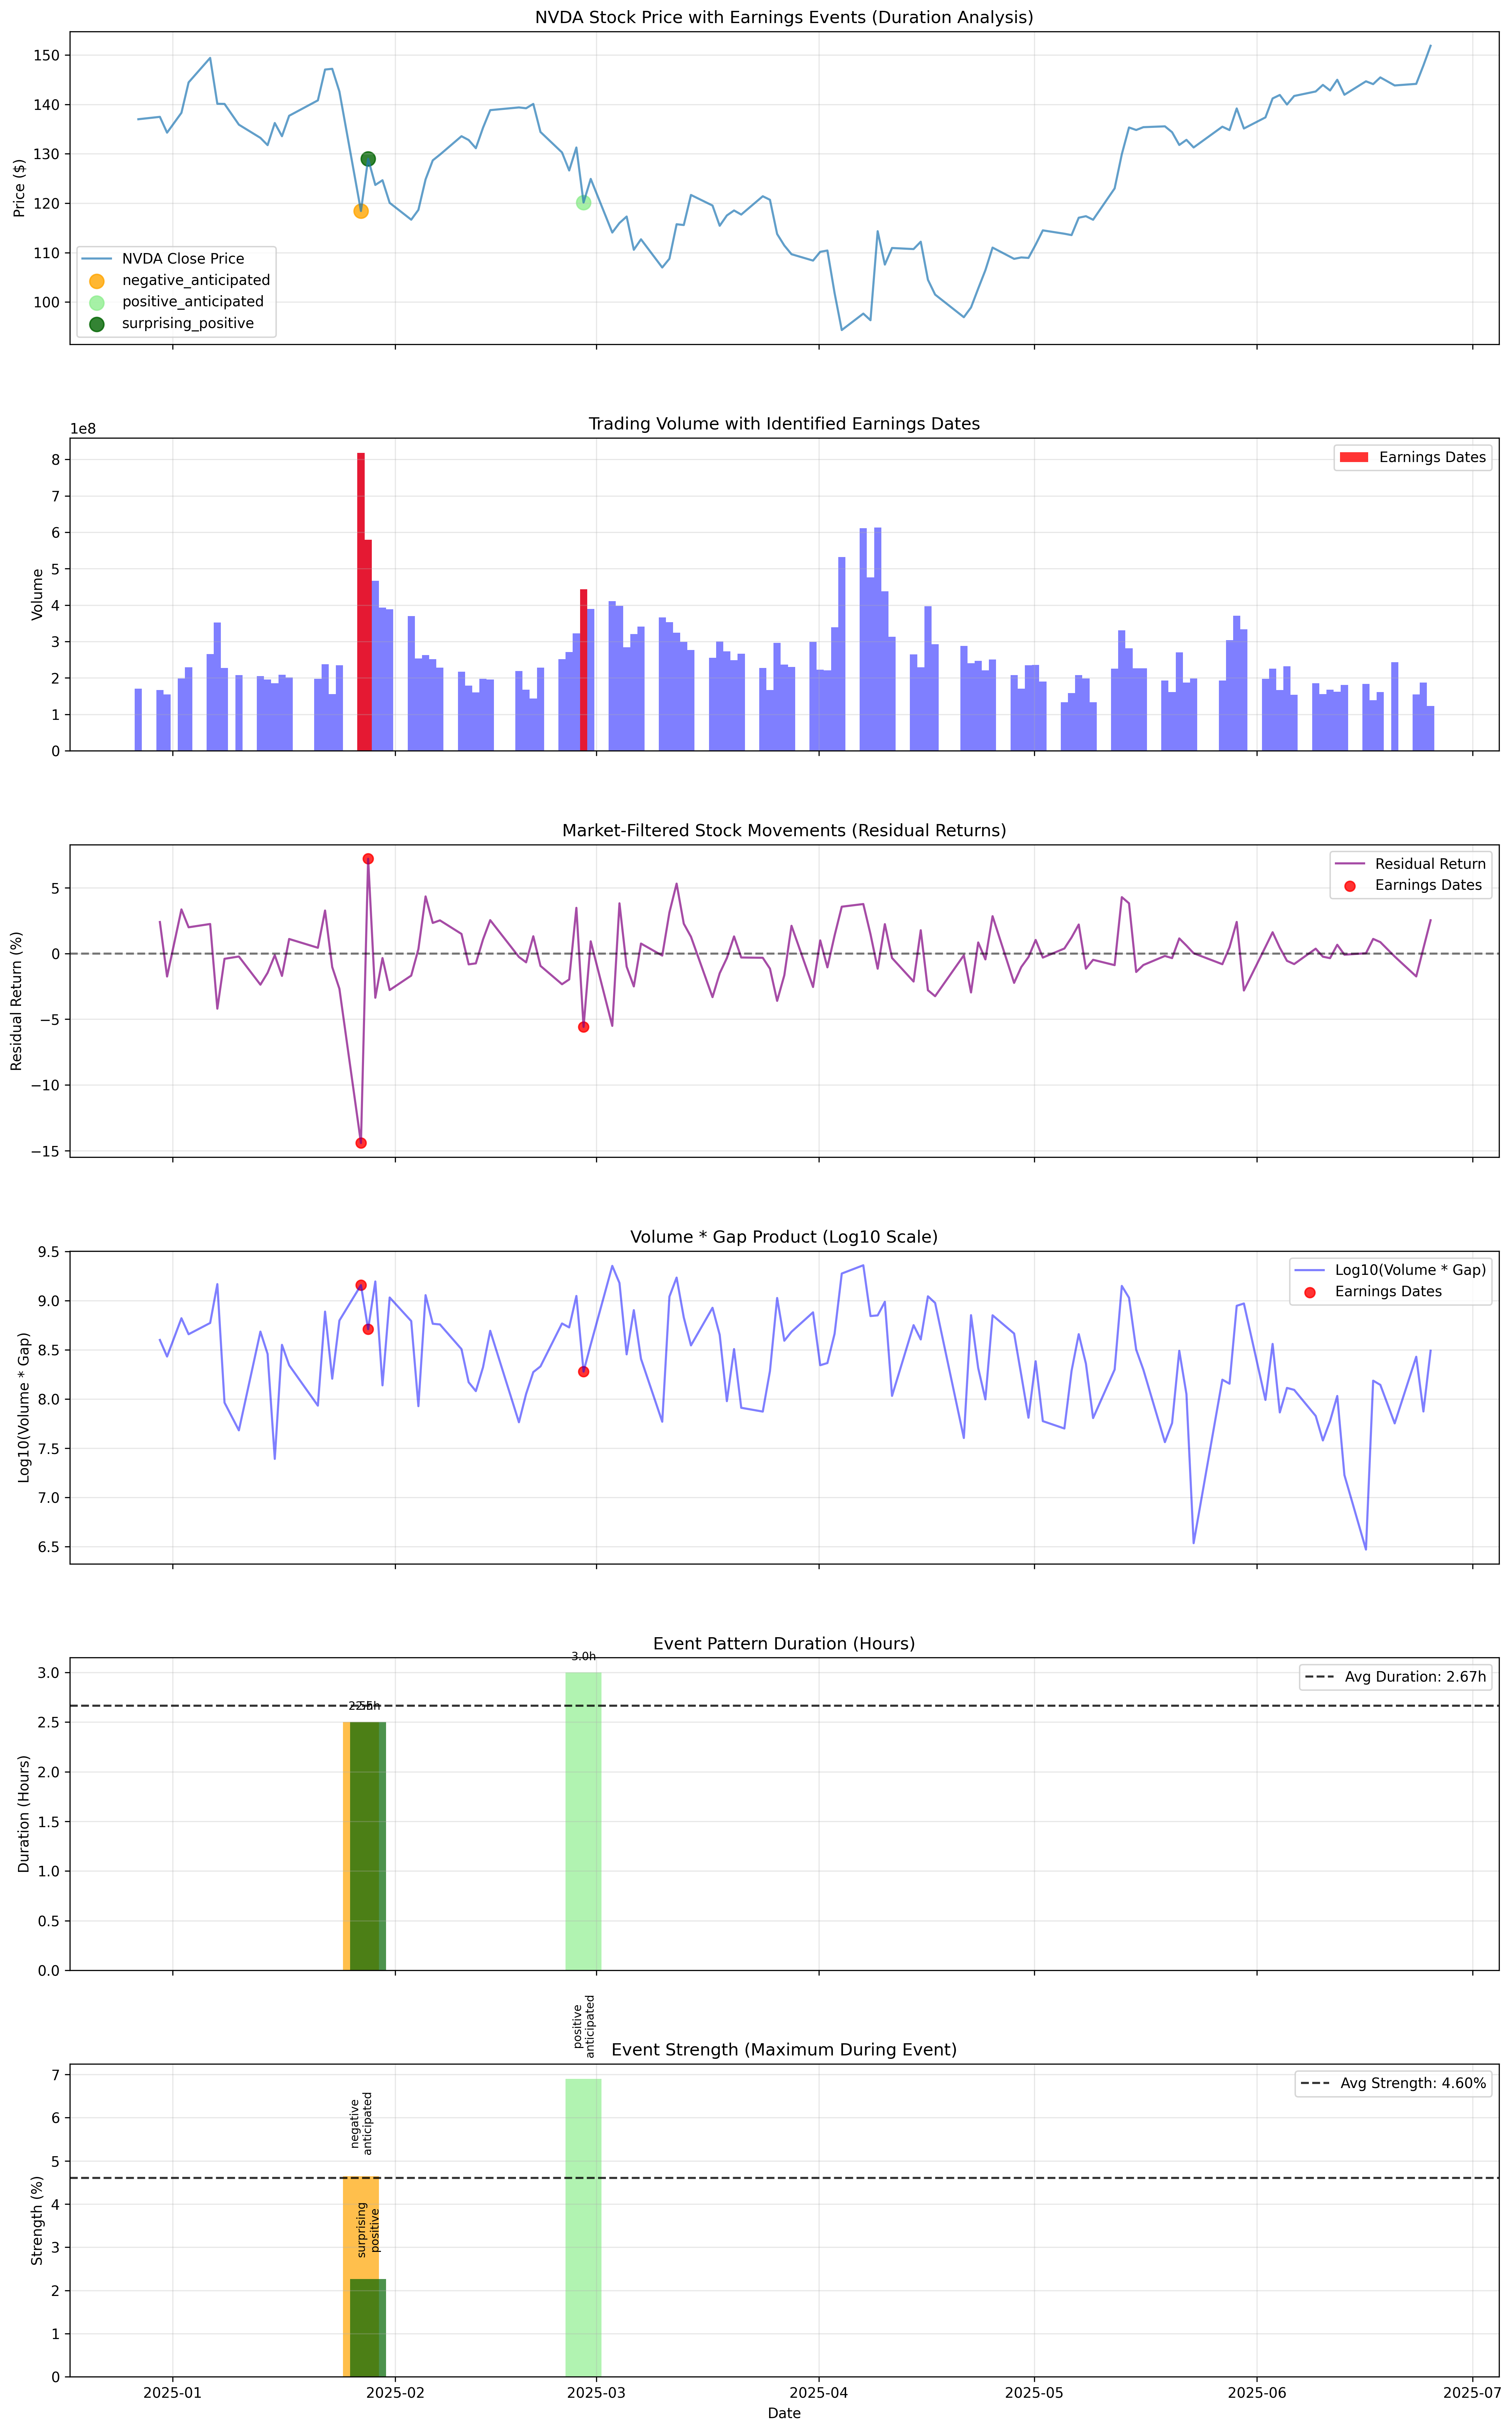 NVDA Stock Price with Earnings Events (Duration Analysis)
Price ($)
150
140
130
120
110
100
NVDA Close Price
negative_anticipated
positive_anticipated
surprising_positive
Trading Volume with Identified Earnings Dates
1e8
Volume
8
7
6
5
4
3
2
1
0
Earnings Dates
Market-Filtered Stock Movements (Residual Returns)
Residual Return (%)
5
0
−5
−10
−15
Residual Return
Earnings Dates
Volume * Gap Product (Log10 Scale)
Log10(Volume * Gap)
9.5
9.0
8.5
8.0
7.5
7.0
6.5
Log10(Volume * Gap)
Earnings Dates
Event Pattern Duration (Hours)
Duration (Hours)
3.0
2.5
2.0
1.5
1.0
0.5
0.0
3.0h
Avg Duration: 2.67h
Event Strength (Maximum During Event)
Strength (%)
7
6
5
4
3
2
1
0
negative
anticipated
surprising
positive
positive
anticipated
Avg Strength: 4.60%
2025-01
2025-02
2025-03
2025-04
2025-05
2025-06
2025-07
Date